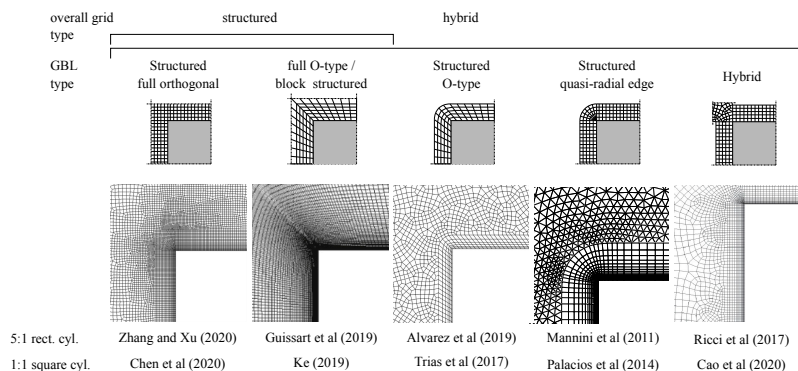 overall grid type structured hybrid
GBL type Structured full orthogonal full O-type / block structured Structured O-type Structured quasi-radial edge Hybrid
5:1 rect. cyl. Zhang and Xu (2020) Guissart et al (2019) Alvarez et al (2019) Mannini et al (2011) Ricci et al (2017)
1:1 square cyl. Chen et al (2020) Ke (2019) Trias et al (2017) Palacios et al (2014) Cao et al (2020)